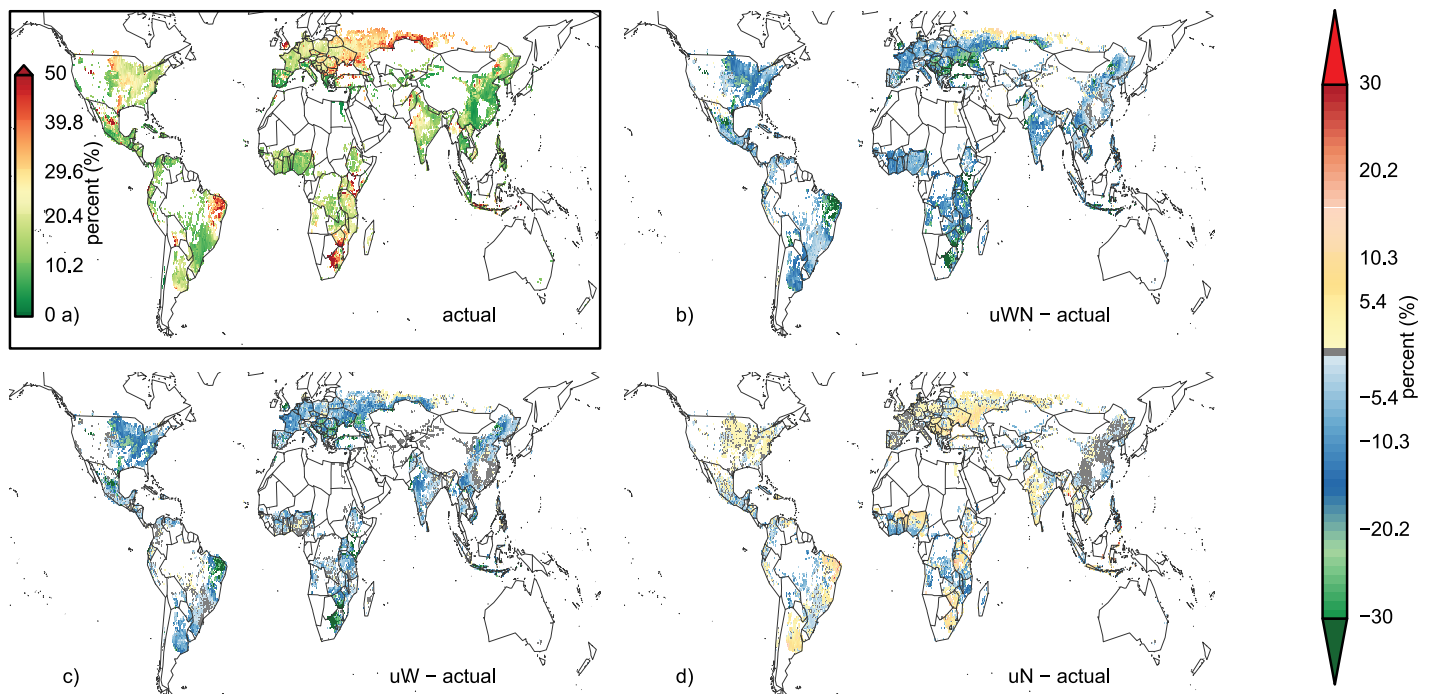 50
39.8
29.6
20.4
10.2
0 a)
percent (%)
actual
b)
uWN − actual
c)
uW − actual
d)
uN − actual
30
20.2
10.3
5.4
−5.4
−10.3
−20.2
−30
percent (%)